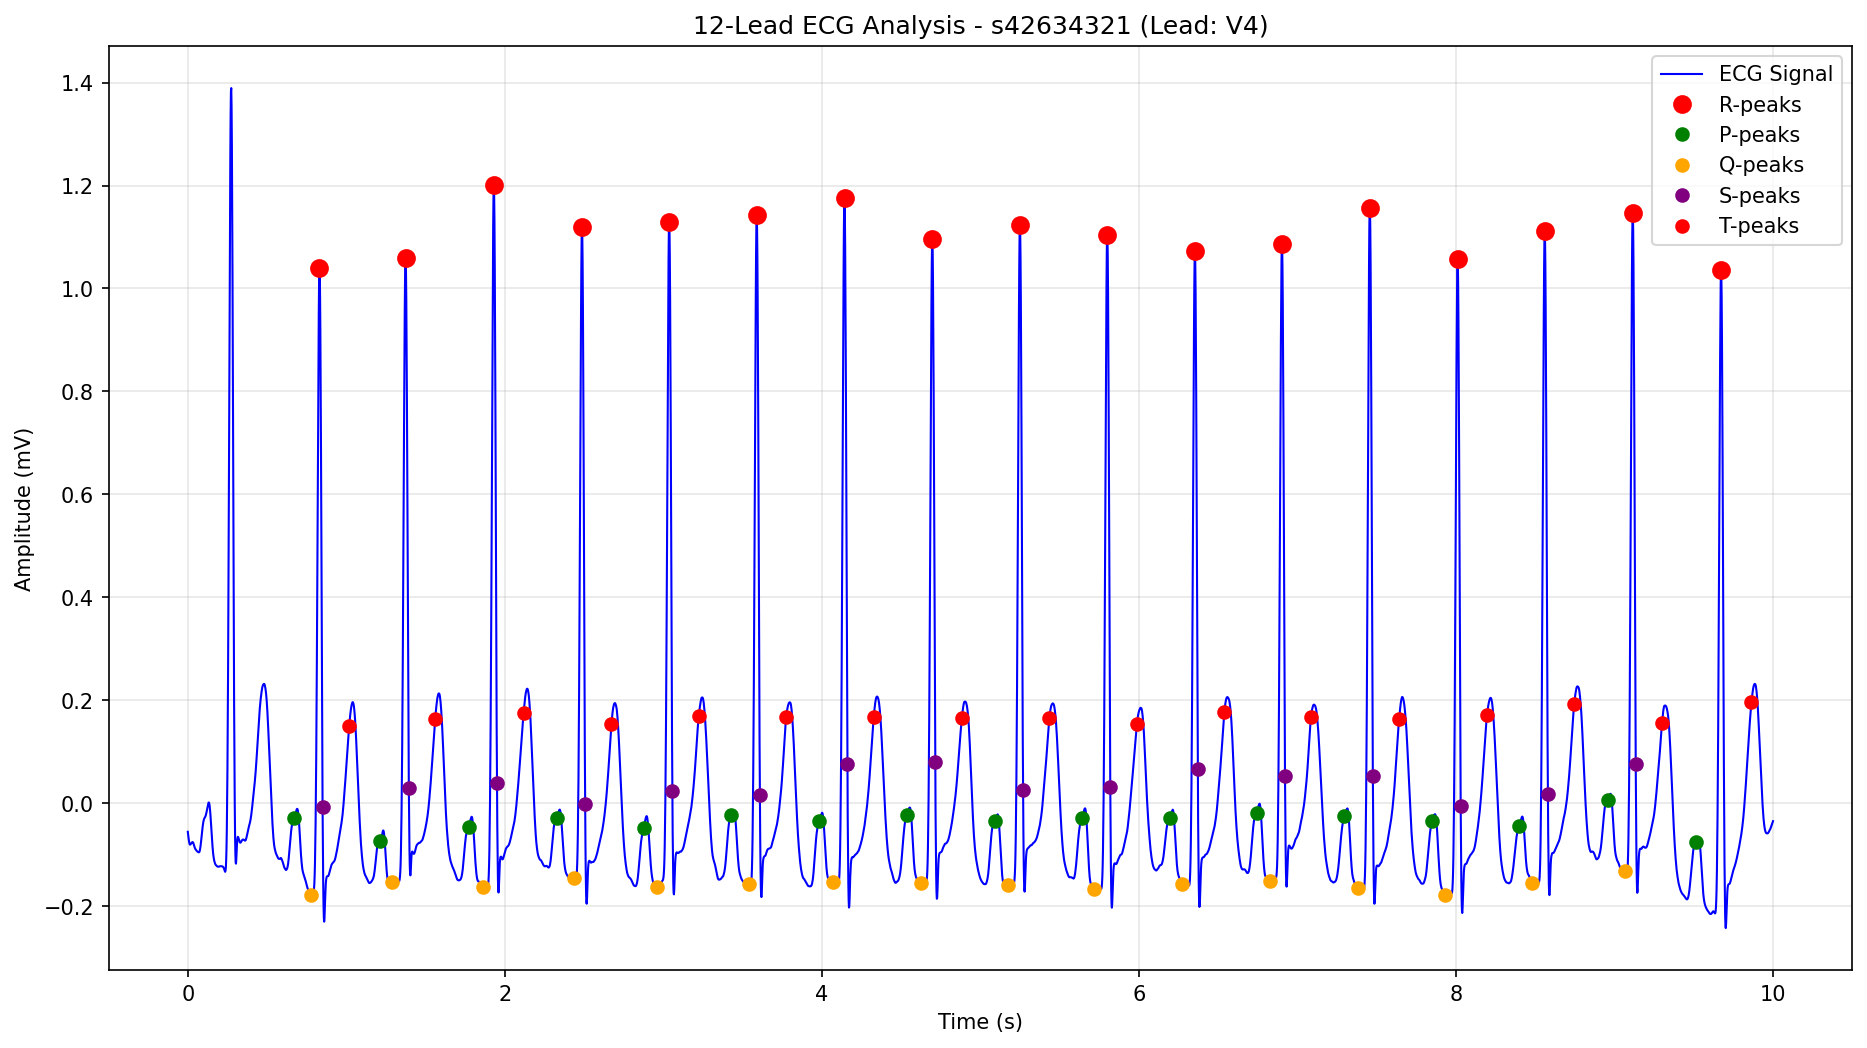 12-Lead ECG Analysis - s42634321 (Lead: V4)
ECG Signal
R-peaks
P-peaks
Q-peaks
S-peaks
T-peaks
Amplitude (mV)
1.4
1.2
1.0
0.8
0.6
0.4
0.2
0.0
−0.2
0 2 4 6 8 10
Time (s)